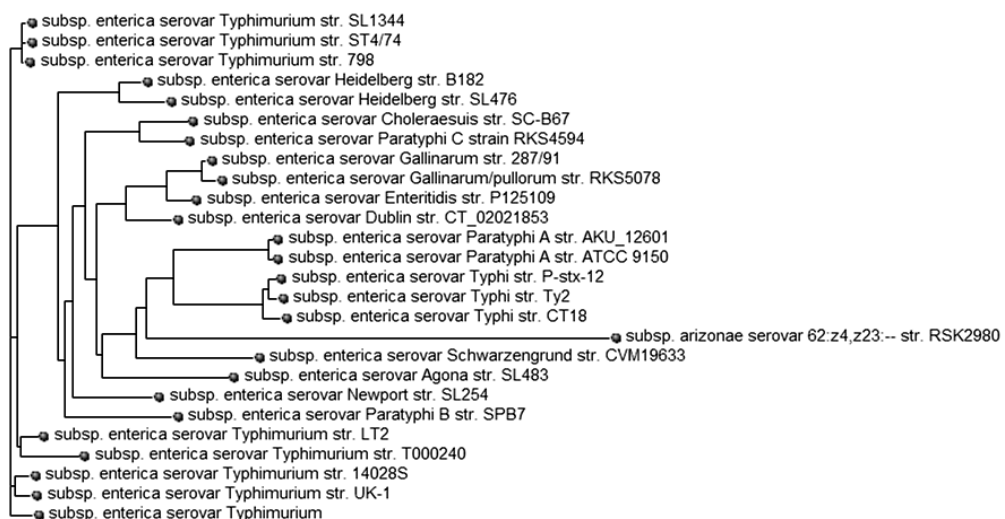 subsp. enterica serovar Typhimurium str. SL1344
subsp. enterica serovar Typhimurium str. ST4/74
subsp. enterica serovar Typhimurium str. 798
subsp. enterica serovar Heidelberg str. B182
subsp. enterica serovar Heidelberg str. SL476
subsp. enterica serovar Choleraesuis str. SC-B67
subsp. enterica serovar Paratyphi C strain RKS4594
subsp. enterica serovar Gallinarum str. 287/91
subsp. enterica serovar Gallinarum/pullorum str. RKS5078
subsp. enterica serovar Enteritidis str. P125109
subsp. enterica serovar Dublin str. CT_02021853
subsp. enterica serovar Paratyphi A str. AKU_12601
subsp. enterica serovar Paratyphi A str. ATCC 9150
subsp. enterica serovar Typhi str. P-stx-12
subsp. enterica serovar Typhi str. Ty2
subsp. enterica serovar Typhi str. CT18
subsp. arizonae serovar 62:z4,z23:-- str. RSK2980
subsp. enterica serovar Schwarzengrund str. CVM19633
subsp. enterica serovar Agona str. SL483
subsp. enterica serovar Newport str. SL254
subsp. enterica serovar Paratyphi B str. SPB7
subsp. enterica serovar Typhimurium str. LT2
subsp. enterica serovar Typhimurium str. T000240
subsp. enterica serovar Typhimurium str. 14028S
subsp. enterica serovar Typhimurium str. UK-1
subsp. enterica serovar Typhimurium